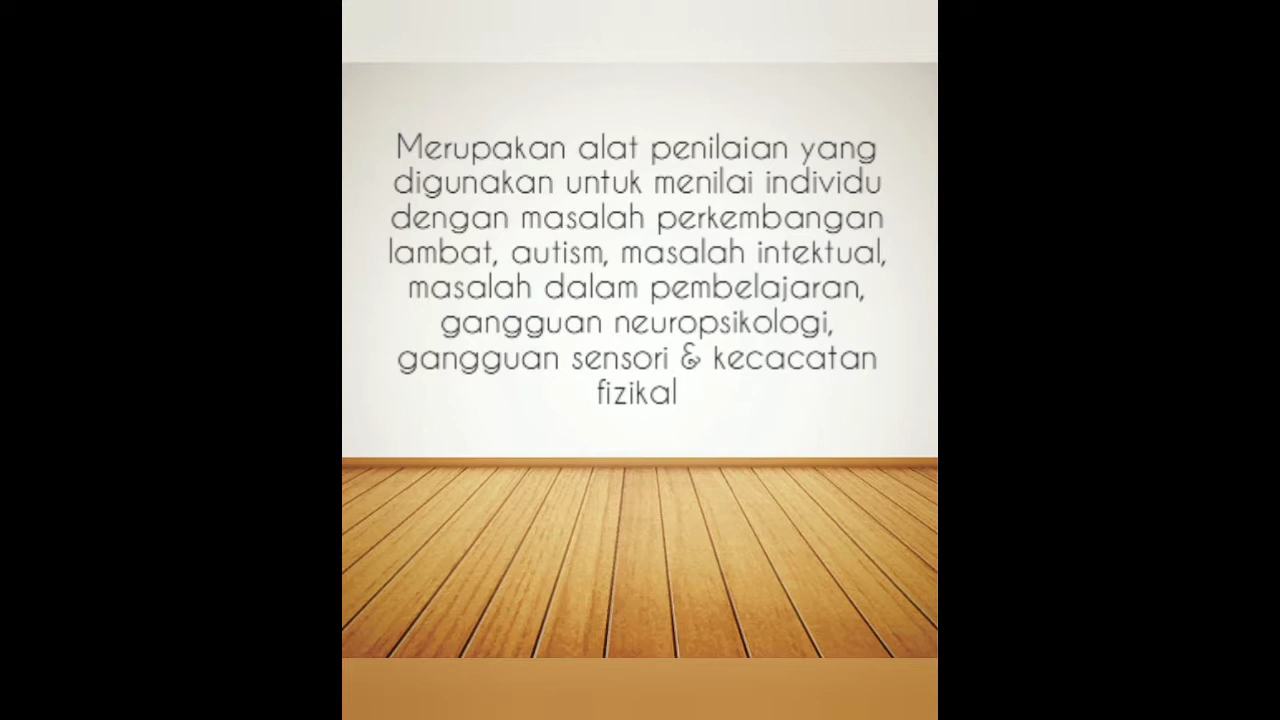 Merupakan alat penilaian yang
digunakan untuk menilai individu
dengan masalah perkembangan
lambat, autism, masalah intektual,
masalah dalam pembelajaran,
gangguan neuropsikologi,
gangguan sensori & kecacatan
fizikal